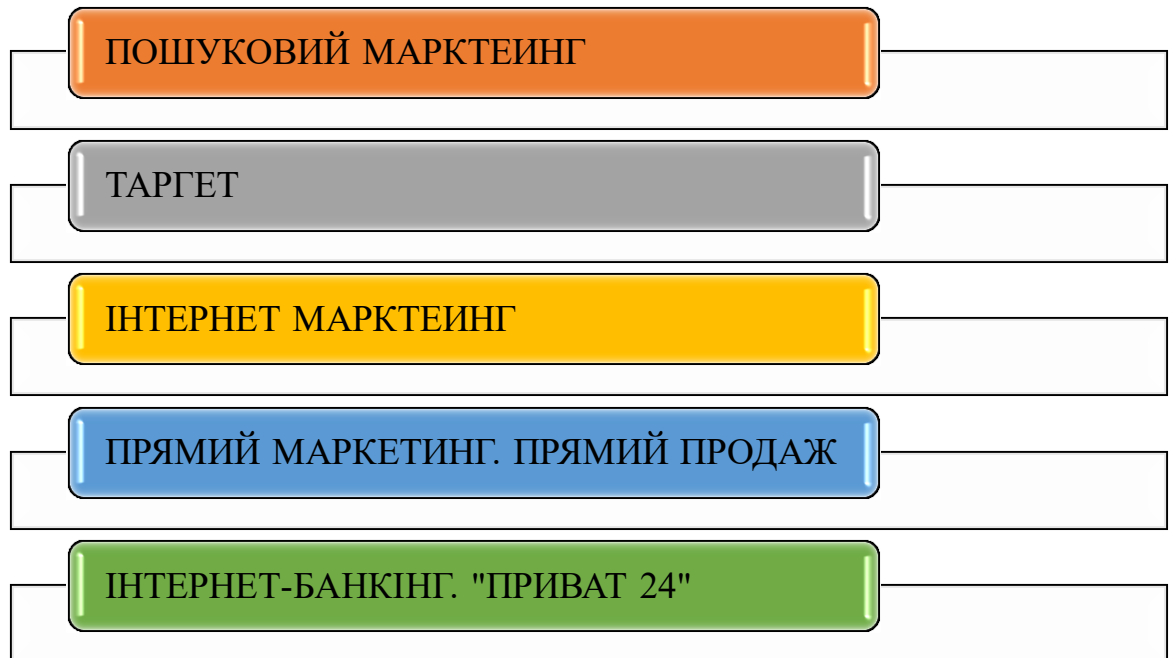 ПОШУКОВИЙ МАРКТЕИНГ
ТАРГЕТ
ІНТЕРНЕТ МАРКТЕИНГ
ПРЯМИЙ МАРКЕТИНГ. ПРЯМИЙ ПРОДАЖ
ІНТЕРНЕТ-БАНКІНГ. "ПРИВАТ 24"